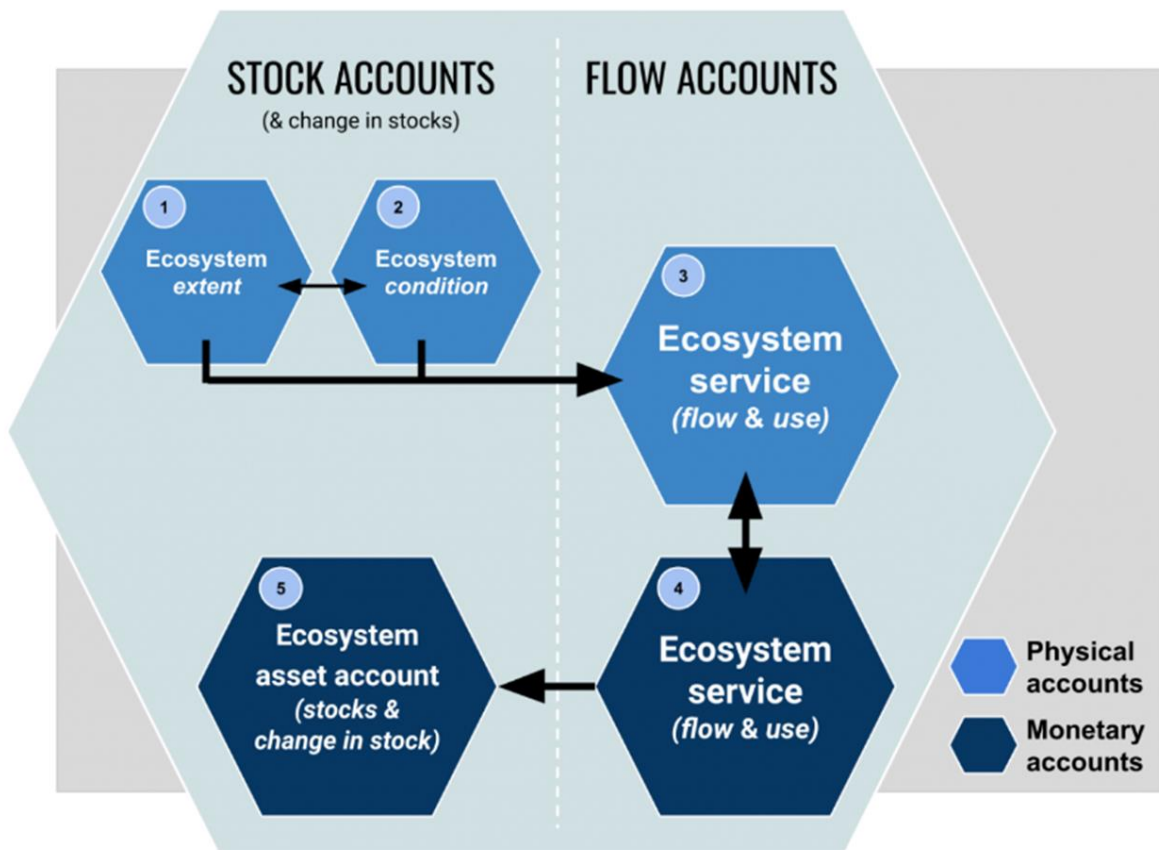 STOCK ACCOUNTS
(& change in stocks)
FLOW ACCOUNTS
1
Ecosystem
extent
2
Ecosystem
condition
3
Ecosystem
service
(flow & use)
4
Ecosystem
service
(flow & use)
5
Ecosystem
asset account
(stocks &
change in stock)
Physical
accounts
Monetary
accounts